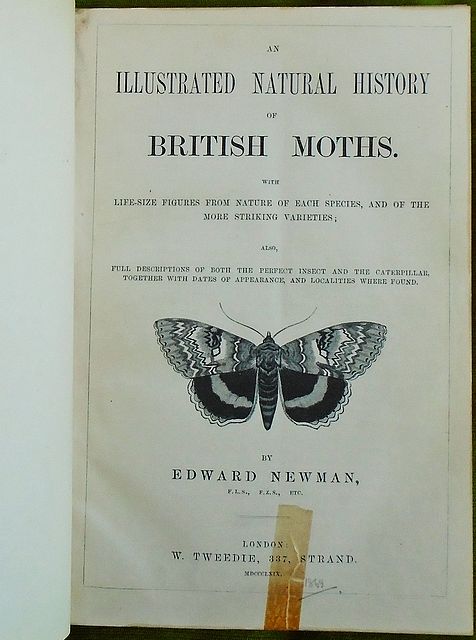 AN
ILLUSTRATED NATURAL HISTORY
OF
BRITISH MOTHS.
WITH
LIFE-SIZE FIGURES FROM NATURE OF EACH SPECIES, AND OF THE
MORE STRIKING VARIETIES;
ALSO,
FULL DESCRIPTIONS OF BOTH THE PERFECT INSECT AND THE CATERPILLAR,
TOGETHER WITH DATES OF APPEARANCE, AND LOCALITIES WHERE FOUND.
BY
EDWARD NEWMAN,
F.L.S., F.Z.S., ETC.
LONDON:
W. TWEEDIE, 337, STRAND.
MDCCCLXIX.
1869